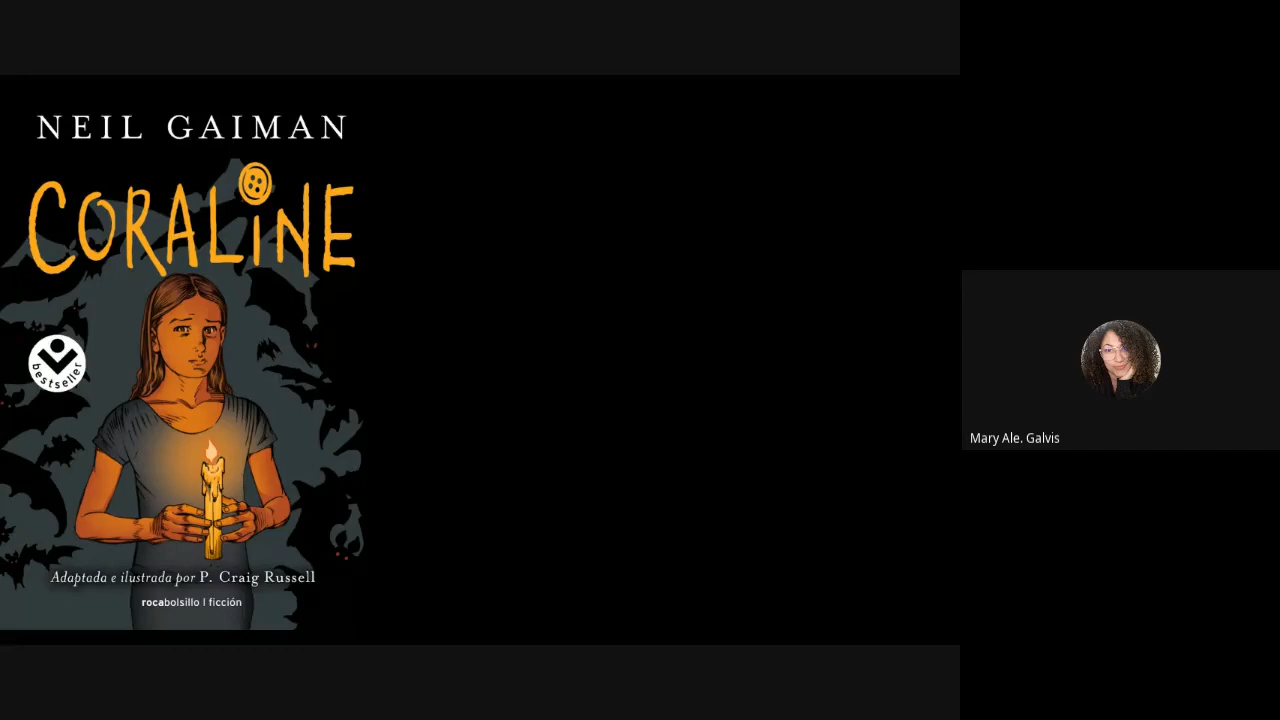 NEIL GAIMAN
CORALINE
bestseller
Adaptada e ilustrada por P. Craig Russell
rocabolsillo | ficción
Mary Ale. Galvis